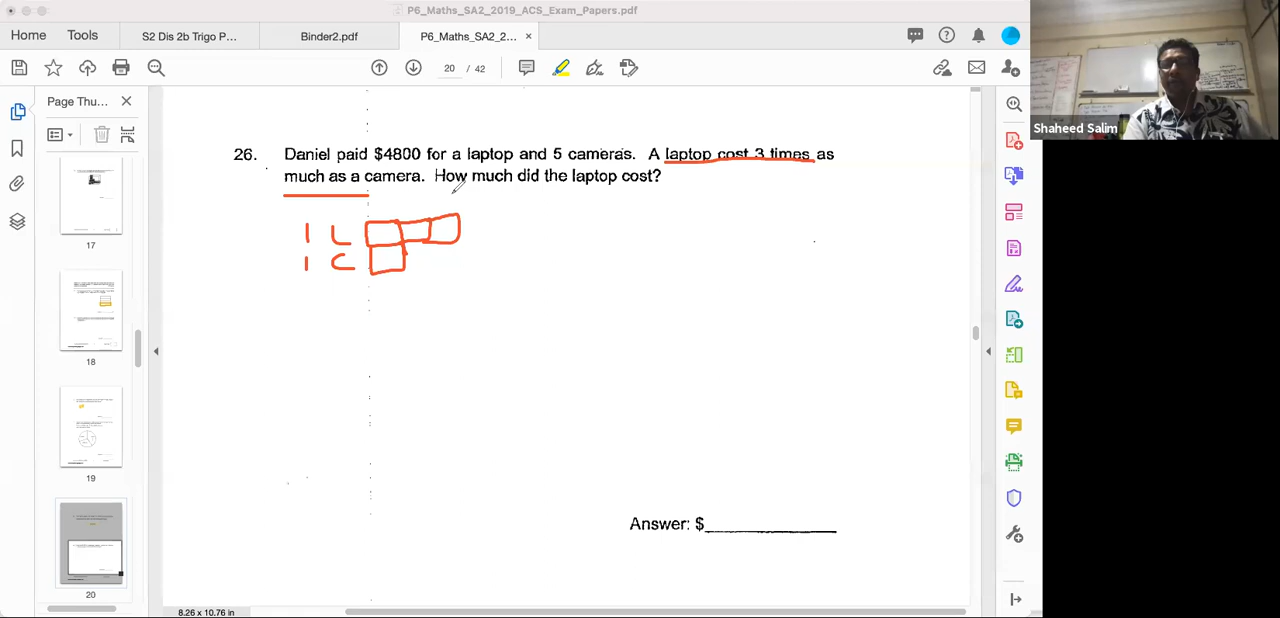 P6_Maths_SA2_2019_ACS_Exam_Papers.pdf
Home Tools S2 Dis 2b Trigo P... Binder2.pdf P6_Maths_SA2_2... ×
20 / 42
Page Thu...
17
18
19
20
26. Daniel paid $4800 for a laptop and 5 cameras. A laptop cost 3 times as
much as a camera. How much did the laptop cost?
1 L
1 C
Answer: $
8.26 x 10.76 in
Shaheed Salim